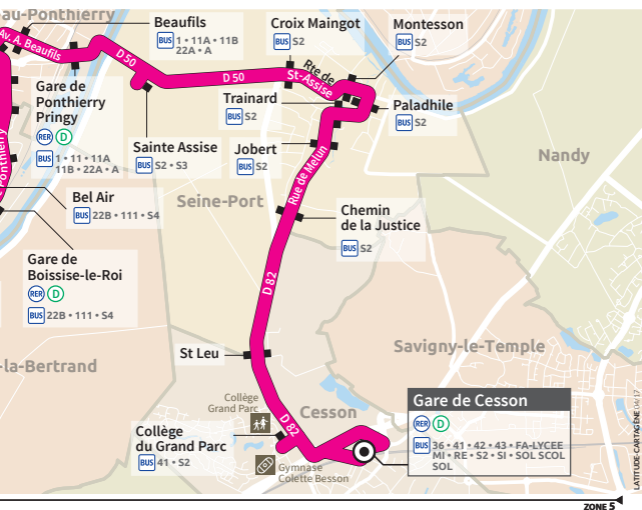 au-Ponthierry
Av. A. Beaufils
D 50
Beaufils
BUS 1 • 11A • 11B
22A • A
Croix Maingot
BUS S2
Montesson
BUS S2
D 50
Rte de
St-Assise
Gare de
Ponthierry
Pringy
RER D
BUS 1 • 11 • 11A
11B • 22A • A
Trainard
BUS S2
Paladhile
BUS S2
Sainte Assise
BUS S2 • S3
Jobert
BUS S2
Rue de Melun
Nandy
Ponthierry
Bel Air
BUS 22B • 111 • S4
Seine-Port
Chemin
de la Justice
BUS S2
Gare de
Boissise-le-Roi
RER D
BUS 22B • 111 • S4
D 82
St Leu
Savigny-le-Temple
-la-Bertrand
Collège
Grand Parc
Cesson
D 82
Collège
du Grand Parc
BUS 41 • S2
Gymnase
Colette Besson
Gare de Cesson
RER D
BUS 36 • 41 • 42 • 43 • FA-LYCEE
MI • RE • S2 • SI • SOL SCOL
SOL
LATITUDE-CARTAGÈNE 04/17
ZONE 5